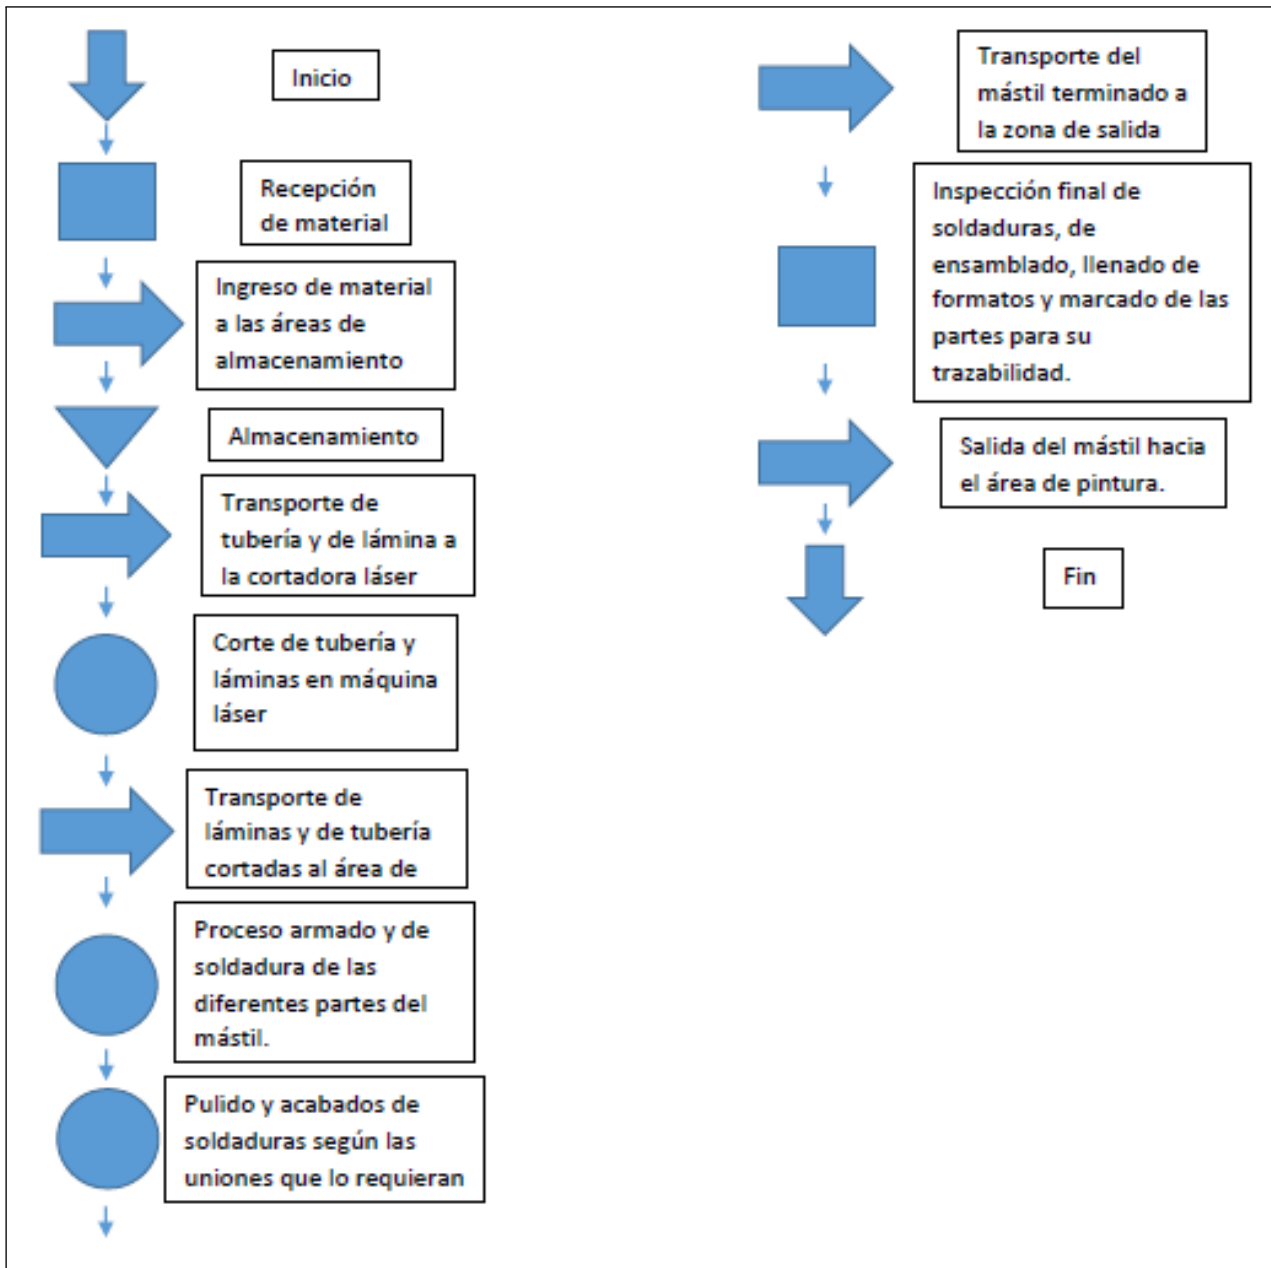 Inicio
Recepción
de material
Ingreso de material
a las áreas de
almacenamiento
Almacenamiento
Transporte de
tubería y de lámina a
la cortadora láser
Corte de tubería y
láminas en máquina
láser
Transporte de
láminas y de tubería
cortadas al área de
Proceso armado y de
soldadura de las
diferentes partes del
mástil.
Pulido y acabados de
soldaduras según las
uniones que lo requieran
Transporte del
mástil terminado a
la zona de salida
Inspección final de
soldaduras, de
ensamblado, llenado de
formatos y marcado de las
partes para su
trazabilidad.
Salida del mástil hacia
el área de pintura.
Fin